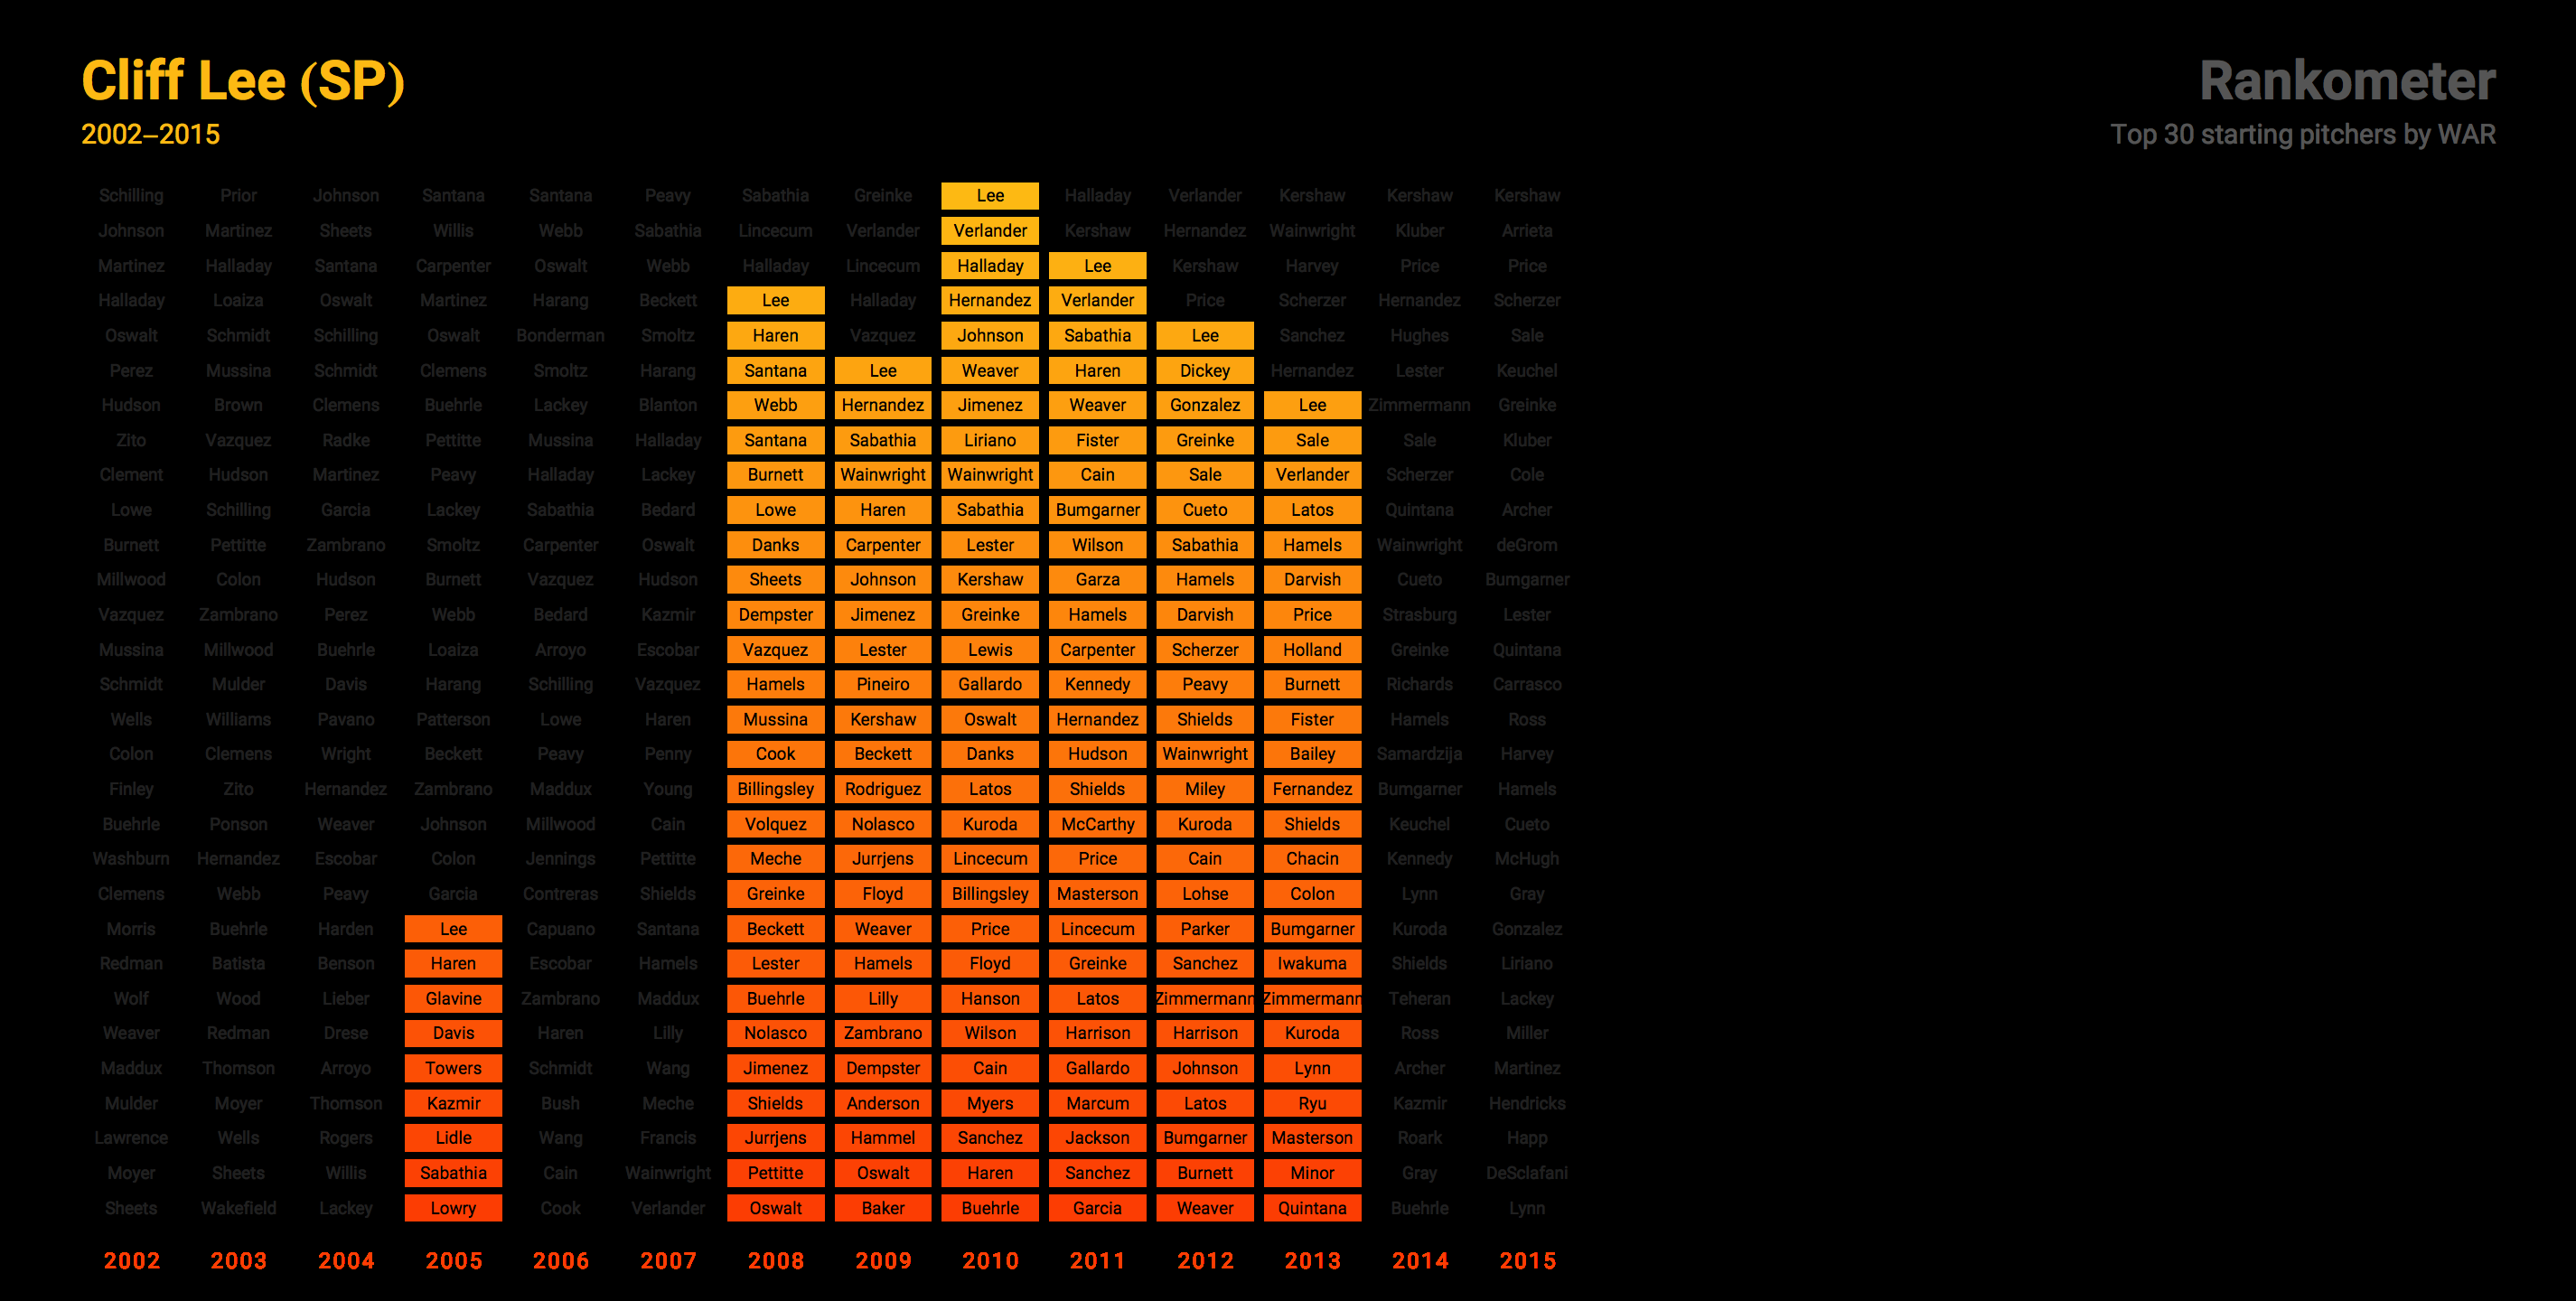 Cliff Lee (SP)
2002–2015
Rankometer
Top 30 starting pitchers by WAR
Schilling Prior Johnson Santana Santana Peavy Sabathia Greinke Lee Halladay Verlander Kershaw Kershaw Kershaw
Johnson Martinez Sheets Willis Webb Sabathia Lincecum Verlander Verlander Kershaw Hernandez Wainwright Kluber Arrieta
Martinez Halladay Santana Carpenter Oswalt Webb Halladay Lincecum Halladay Lee Kershaw Harvey Price Price
Halladay Loaiza Oswalt Martinez Harang Beckett Lee Halladay Hernandez Verlander Price Scherzer Hernandez Scherzer
Oswalt Schmidt Schilling Oswalt Bonderman Smoltz Haren Vazquez Johnson Sabathia Lee Sanchez Hughes Sale
Perez Mussina Schmidt Clemens Smoltz Harang Santana Lee Weaver Haren Dickey Hernandez Lester Keuchel
Hudson Brown Clemens Buehrle Lackey Blanton Webb Hernandez Jimenez Weaver Gonzalez Lee Zimmermann Greinke
Zito Vazquez Radke Pettitte Mussina Halladay Santana Sabathia Liriano Fister Greinke Sale Sale Kluber
Clement Hudson Martinez Peavy Halladay Lackey Burnett Wainwright Wainwright Cain Sale Verlander Scherzer Cole
Lowe Schilling Garcia Lackey Sabathia Bedard Lowe Haren Sabathia Bumgarner Cueto Latos Quintana Archer
Burnett Pettitte Zambrano Smoltz Carpenter Oswalt Danks Carpenter Lester Wilson Sabathia Hamels Wainwright deGrom
Millwood Colon Hudson Burnett Vazquez Hudson Sheets Johnson Kershaw Garza Hamels Darvish Cueto Bumgarner
Vazquez Zambrano Perez Webb Bedard Kazmir Dempster Jimenez Greinke Hamels Darvish Price Strasburg Lester
Mussina Millwood Buehrle Loaiza Arroyo Escobar Vazquez Lester Lewis Carpenter Scherzer Holland Greinke Quintana
Schmidt Mulder Davis Harang Schilling Vazquez Hamels Pineiro Gallardo Kennedy Peavy Burnett Richards Carrasco
Wells Williams Pavano Patterson Lowe Haren Mussina Kershaw Oswalt Hernandez Shields Fister Hamels Ross
Colon Clemens Wright Beckett Peavy Penny Cook Beckett Danks Hudson Wainwright Bailey Samardzija Harvey
Finley Zito Hernandez Zambrano Maddux Young Billingsley Rodriguez Latos Shields Miley Fernandez Bumgarner Hamels
Buehrle Ponson Weaver Johnson Millwood Cain Volquez Nolasco Kuroda McCarthy Kuroda Shields Keuchel Cueto
Washburn Hernandez Escobar Colon Jennings Pettitte Meche Jurrjens Lincecum Price Cain Chacin Kennedy McHugh
Clemens Webb Peavy Garcia Contreras Shields Greinke Floyd Billingsley Masterson Lohse Colon Lynn Gray
Morris Buehrle Harden Lee Capuano Santana Beckett Weaver Price Lincecum Parker Bumgarner Kuroda Gonzalez
Redman Batista Benson Haren Escobar Hamels Lester Hamels Floyd Greinke Sanchez Iwakuma Shields Liriano
Wolf Wood Lieber Glavine Zambrano Maddux Buehrle Lilly Hanson Latos Zimmermann Zimmermann Teheran Lackey
Weaver Redman Drese Davis Haren Lilly Nolasco Zambrano Wilson Harrison Harrison Kuroda Ross Miller
Maddux Thomson Arroyo Towers Schmidt Wang Jimenez Dempster Cain Gallardo Johnson Lynn Archer Martinez
Mulder Moyer Thomson Kazmir Bush Meche Shields Anderson Myers Marcum Latos Ryu Kazmir Hendricks
Lawrence Wells Rogers Lidle Wang Francis Jurrjens Hammel Sanchez Jackson Bumgarner Masterson Roark Happ
Moyer Sheets Willis Sabathia Cain Wainwright Pettitte Oswalt Haren Sanchez Burnett Minor Gray DeSclafani
Sheets Wakefield Lackey Lowry Cook Verlander Oswalt Baker Buehrle Garcia Weaver Quintana Buehrle Lynn
2002 2003 2004 2005 2006 2007 2008 2009 2010 2011 2012 2013 2014 2015